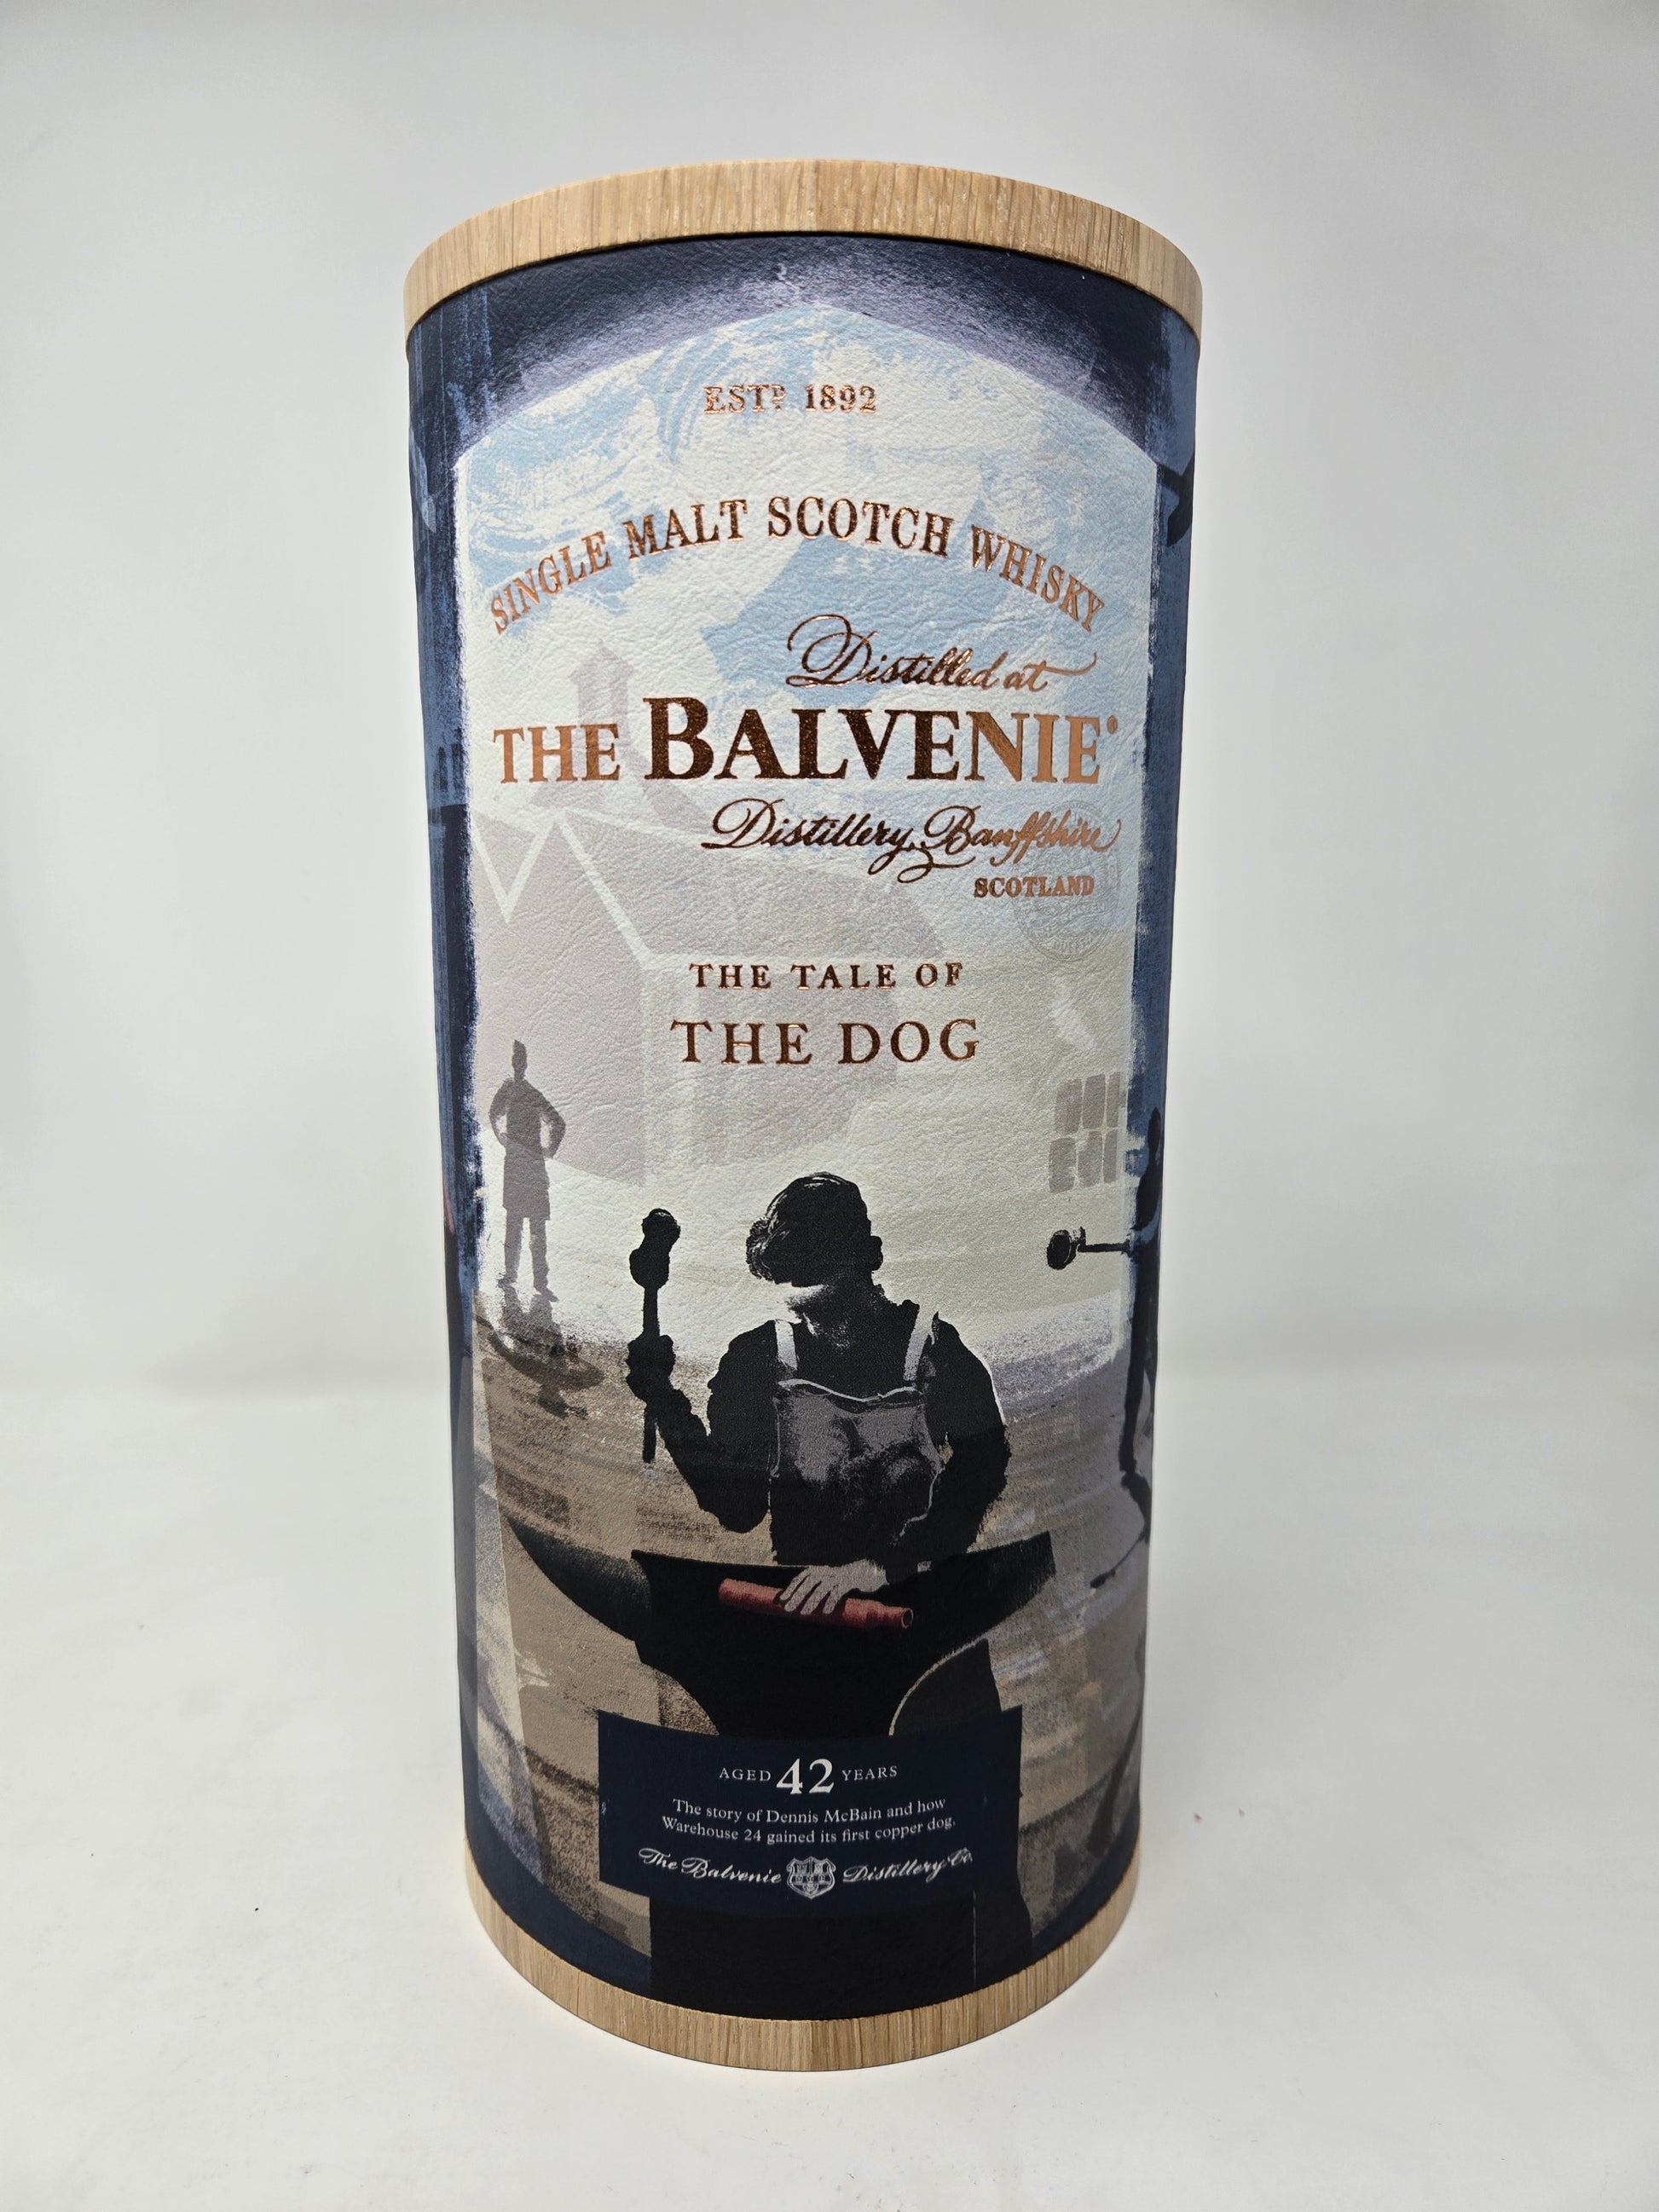 ESTD 1892
SINGLE MALT SCOTCH WHISKY
Distilled at
THE BALVENIE®
Distillery, Banffshire
SCOTLAND
THE TALE OF
THE DOG
AGED 42 YEARS
The story of Dennis McBain and how
Warehouse 24 gained its first copper dog.
The Balvenie Distillery Co.